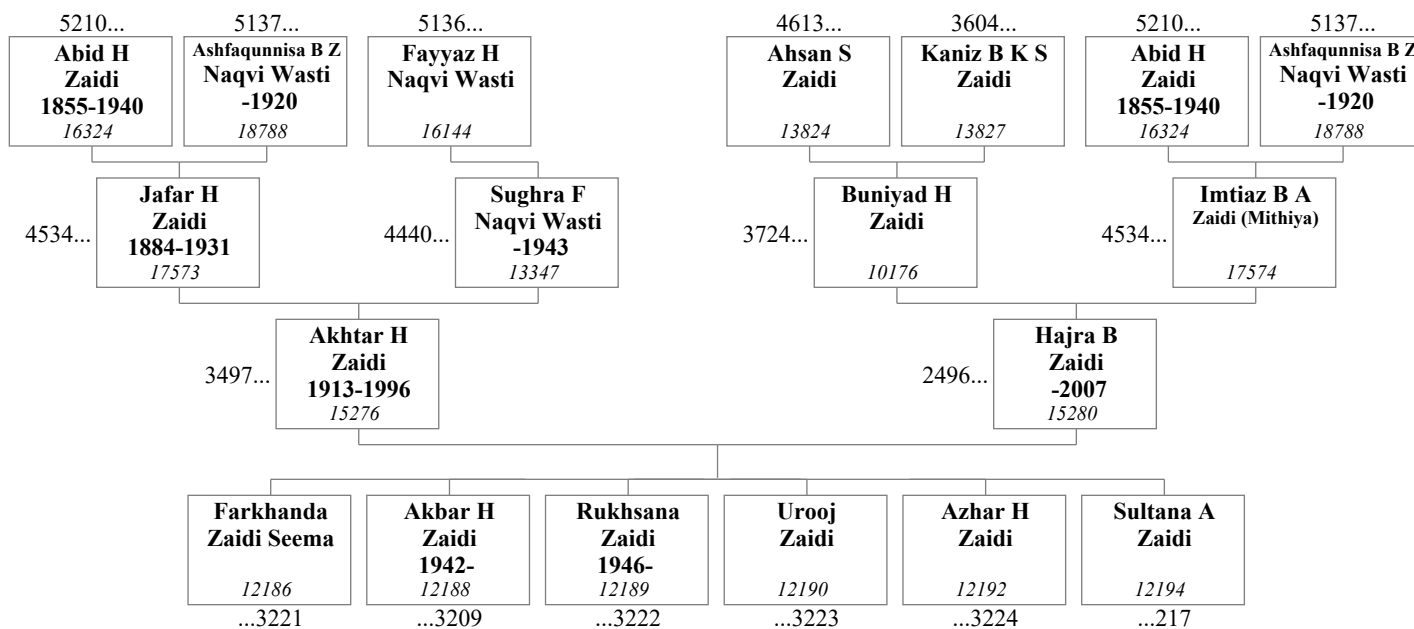 5210... 5137... 5136... 4613... 3604... 5210... 5137...
Abid H
Zaidi
1855-1940
16324
Ashfaqunnisa B Z
Naqvi Wasti
-1920
18788
Fayyaz H
Naqvi Wasti
16144
Ahsan S
Zaidi
13824
Kaniz B K S
Zaidi
13827
Abid H
Zaidi
1855-1940
16324
Ashfaqunnisa B Z
Naqvi Wasti
-1920
18788
4534...
Jafar H
Zaidi
1884-1931
17573
4440...
Sughra F
Naqvi Wasti
-1943
13347
3724...
Buniyad H
Zaidi
10176
4534...
Imtiaz B A
Zaidi (Mithiya)
17574
3497...
Akhtar H
Zaidi
1913-1996
15276
2496...
Hajra B
Zaidi
-2007
15280
Farkhanda
Zaidi Seema
12186
Akbar H
Zaidi
1942-
12188
Rukhsana
Zaidi
1946-
12189
Urooj
Zaidi
12190
Azhar H
Zaidi
12192
Sultana A
Zaidi
12194
...3221 ...3209 ...3222 ...3223 ...3224 ...217